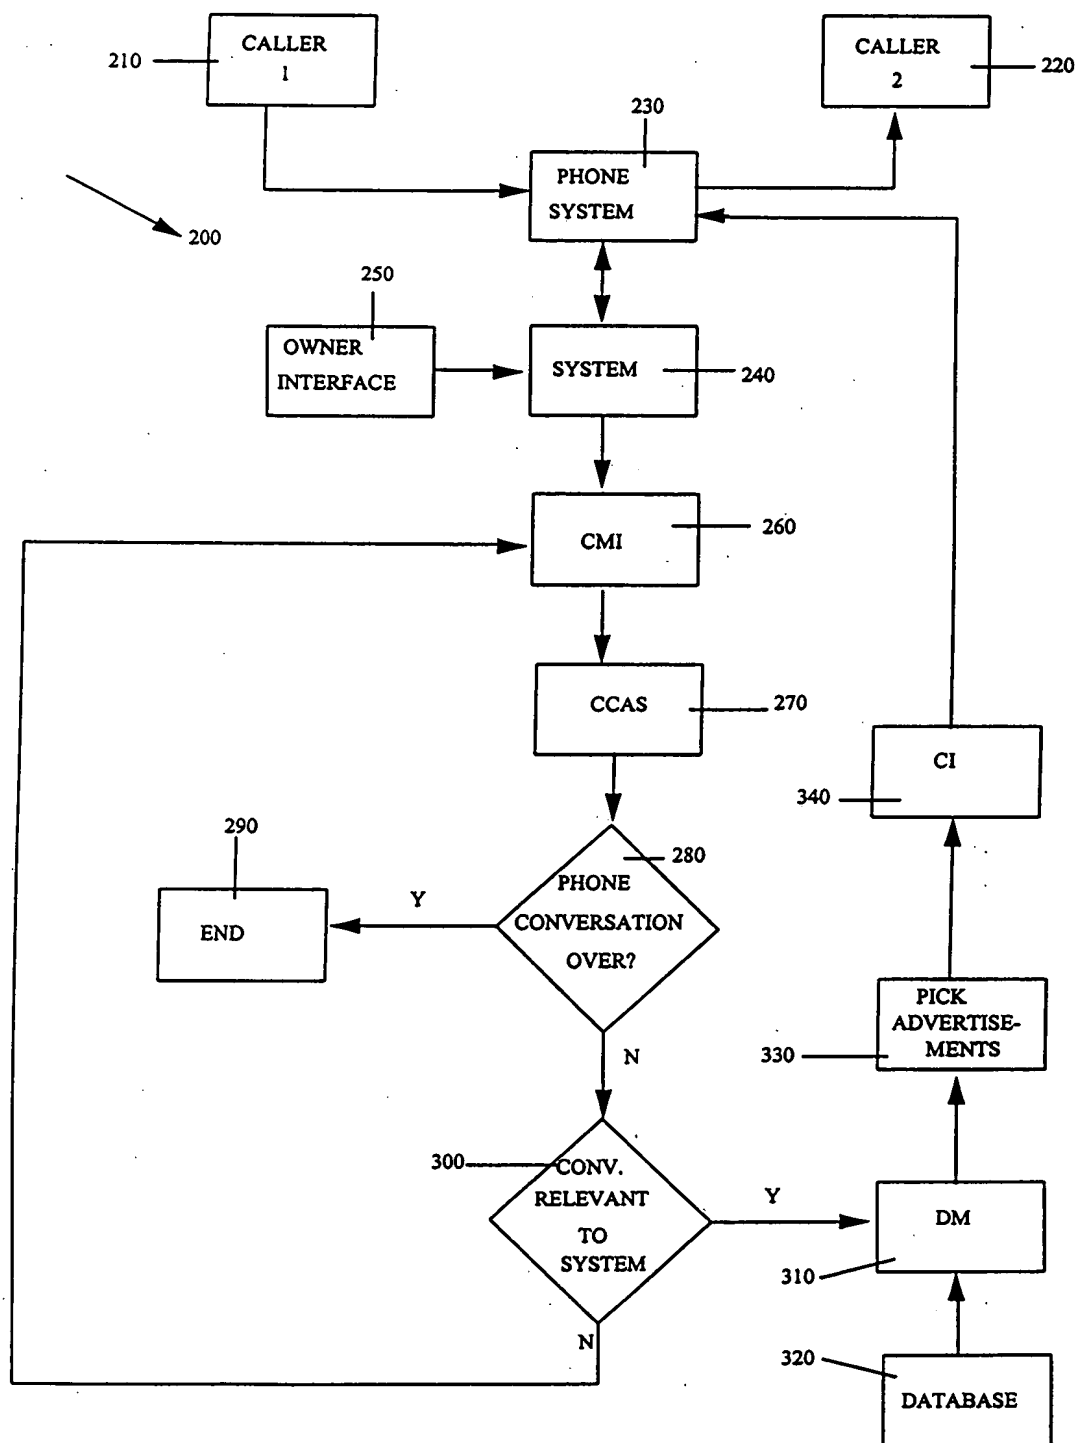 CALLER
1
210
CALLER
2
220
230
PHONE
SYSTEM
200
250
OWNER
INTERFACE
SYSTEM
240
CMI
260
CCAS
270
CI
340
290
END
Y
280
PHONE
CONVERSATION
OVER?
N
PICK
ADVERTISE-
MENTS
330
300
CONV.
RELEVANT
TO
SYSTEM
Y
DM
310
N
320
DATABASE